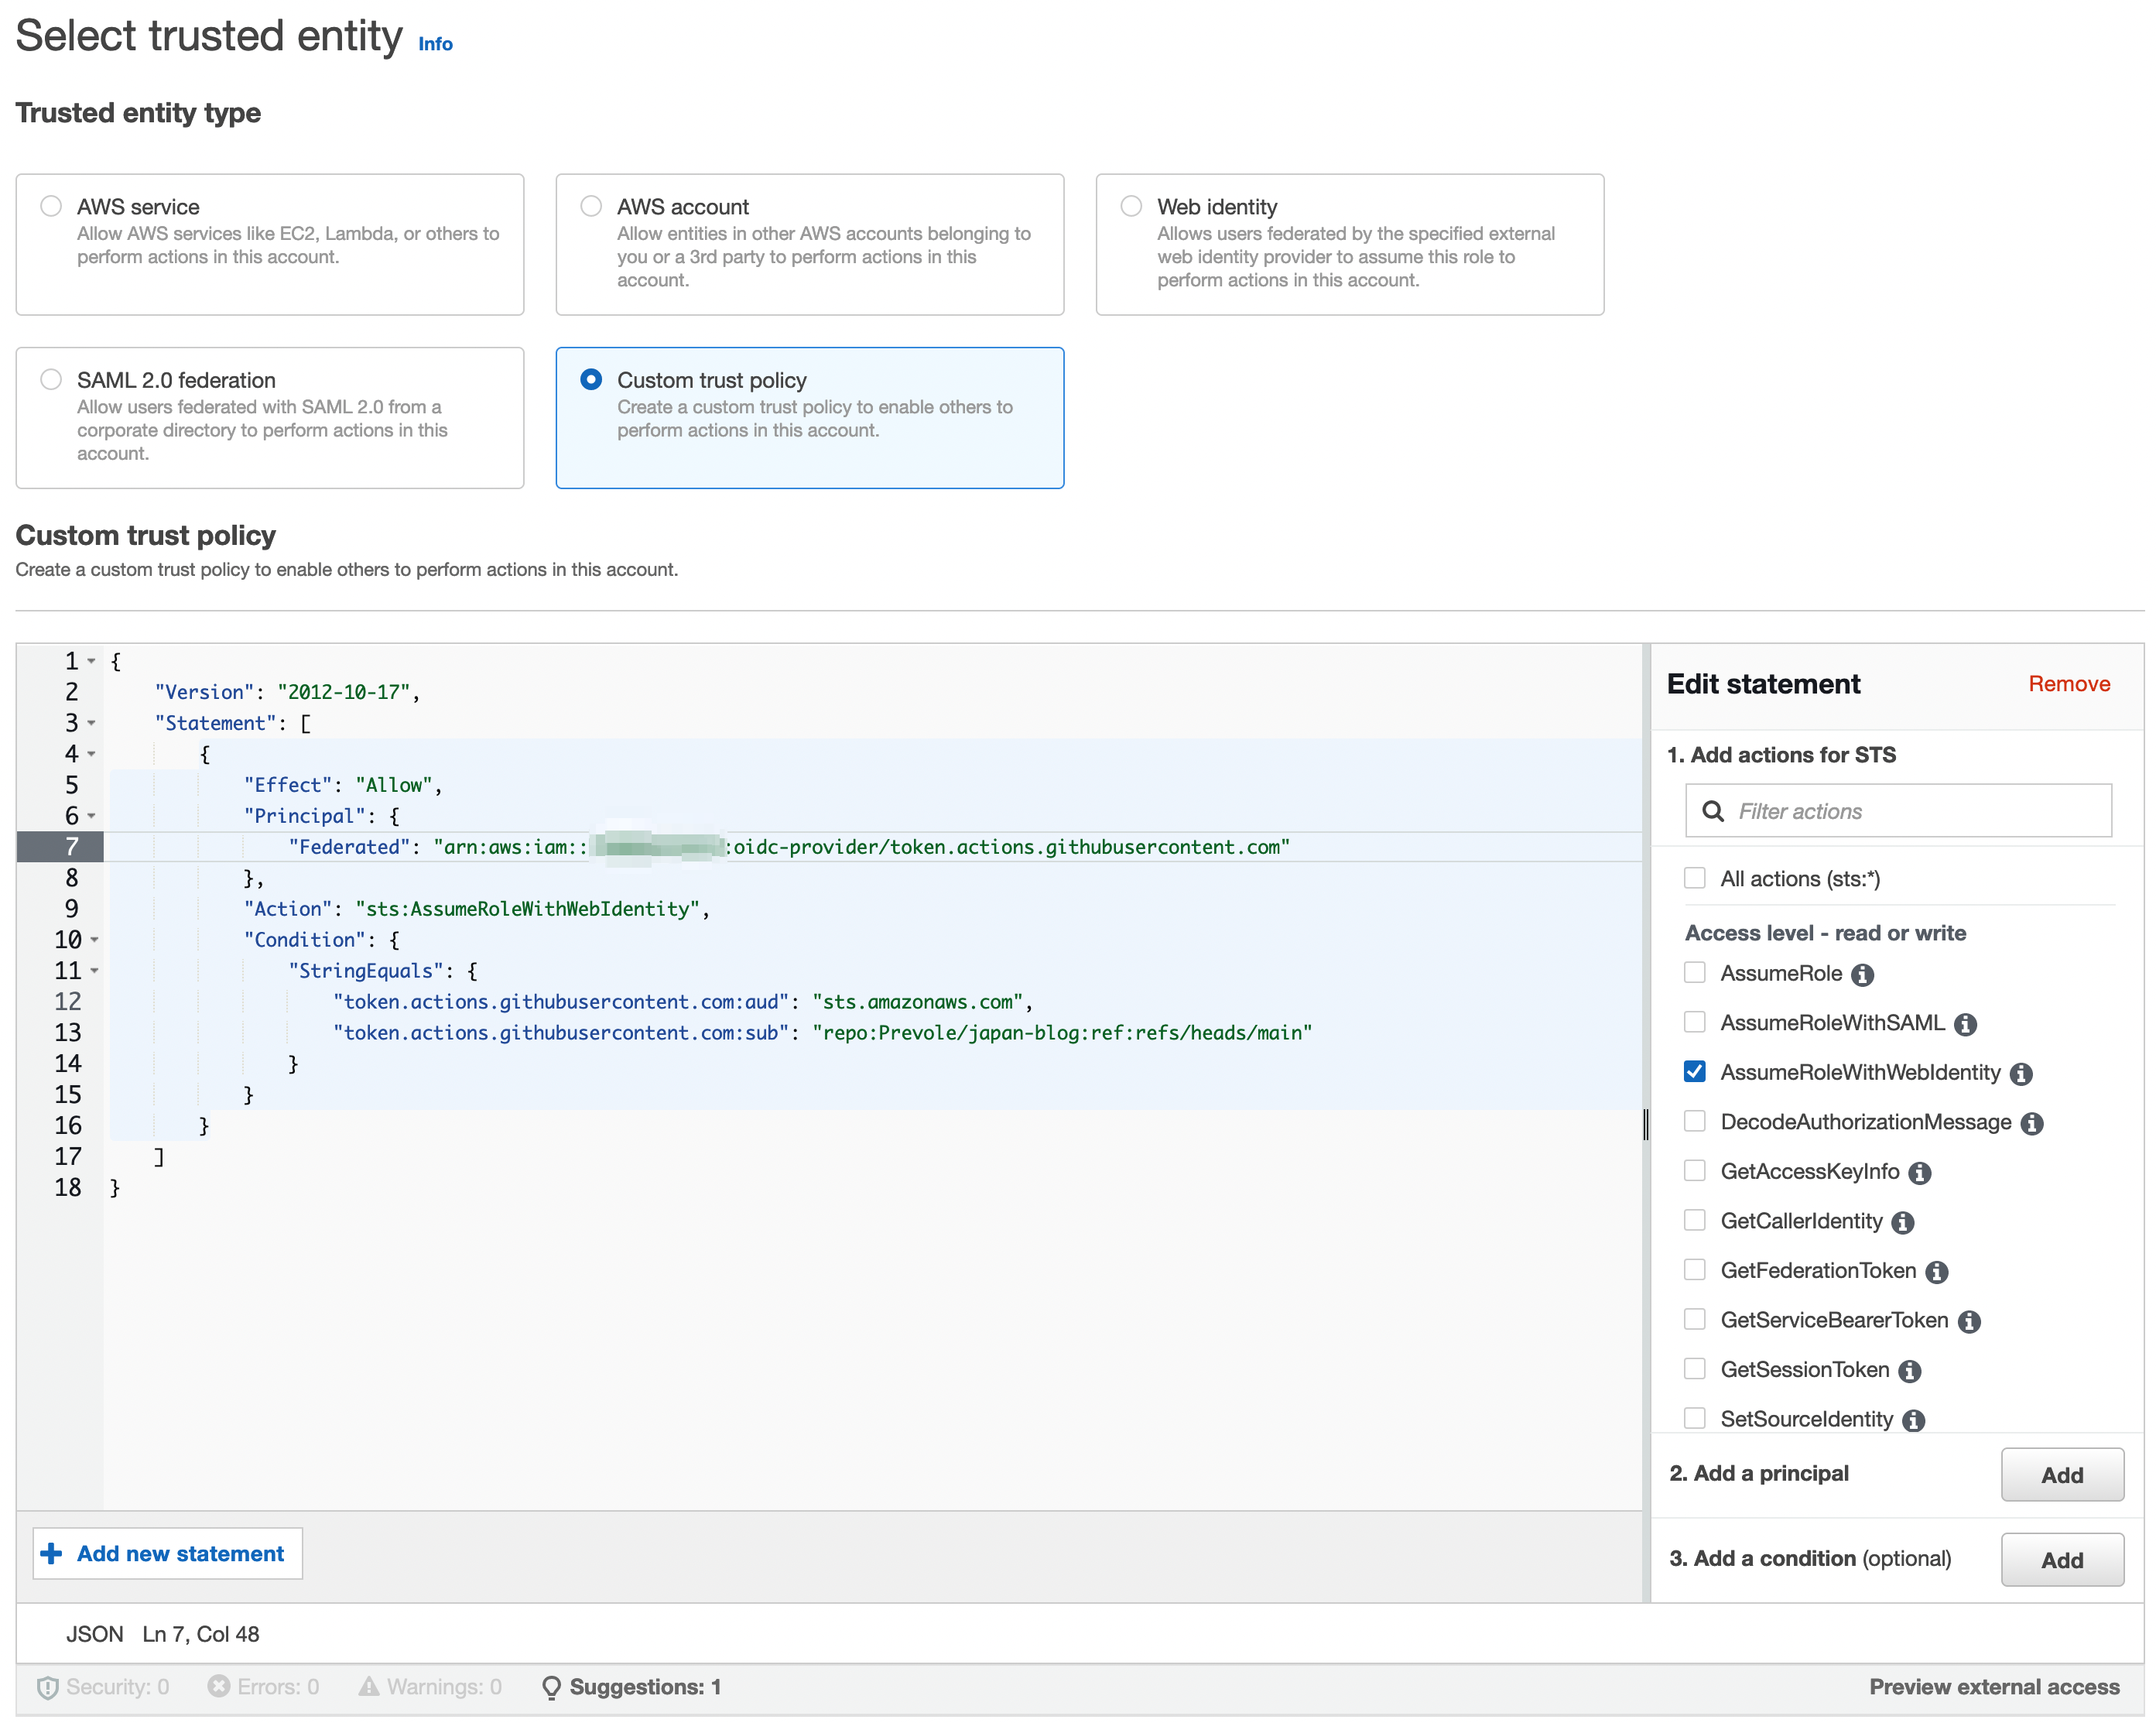 Select trusted entity Info
Trusted entity type
AWS service
Allow AWS services like EC2, Lambda, or others to
perform actions in this account.
AWS account
Allow entities in other AWS accounts belonging to
you or a 3rd party to perform actions in this
account.
Web identity
Allows users federated by the specified external
web identity provider to assume this role to
perform actions in this account.
SAML 2.0 federation
Allow users federated with SAML 2.0 from a
corporate directory to perform actions in this
account.
Custom trust policy
Create a custom trust policy to enable others to
perform actions in this account.
Custom trust policy
Create a custom trust policy to enable others to perform actions in this account.
1 {
2 "Version": "2012-10-17",
3 "Statement": [
4 {
5 "Effect": "Allow",
6 "Principal": {
7 "Federated": "arn:aws:iam:: :oidc-provider/token.actions.githubusercontent.com"
8 },
9 "Action": "sts:AssumeRoleWithWebIdentity",
10 "Condition": {
11 "StringEquals": {
12 "token.actions.githubusercontent.com:aud": "sts.amazonaws.com",
13 "token.actions.githubusercontent.com:sub": "repo:Prevole/japan-blog:ref:refs/heads/main"
14 }
15 }
16 }
17 ]
18 }
Add new statement
Edit statement Remove
1. Add actions for STS
Filter actions
All actions (sts:*)
Access level - read or write
AssumeRole
AssumeRoleWithSAML
AssumeRoleWithWebIdentity
DecodeAuthorizationMessage
GetAccessKeyInfo
GetCallerIdentity
GetFederationToken
GetServiceBearerToken
GetSessionToken
SetSourceIdentity
2. Add a principal Add
3. Add a condition (optional) Add
JSON Ln 7, Col 48
Security: 0 Errors: 0 Warnings: 0 Suggestions: 1 Preview external access